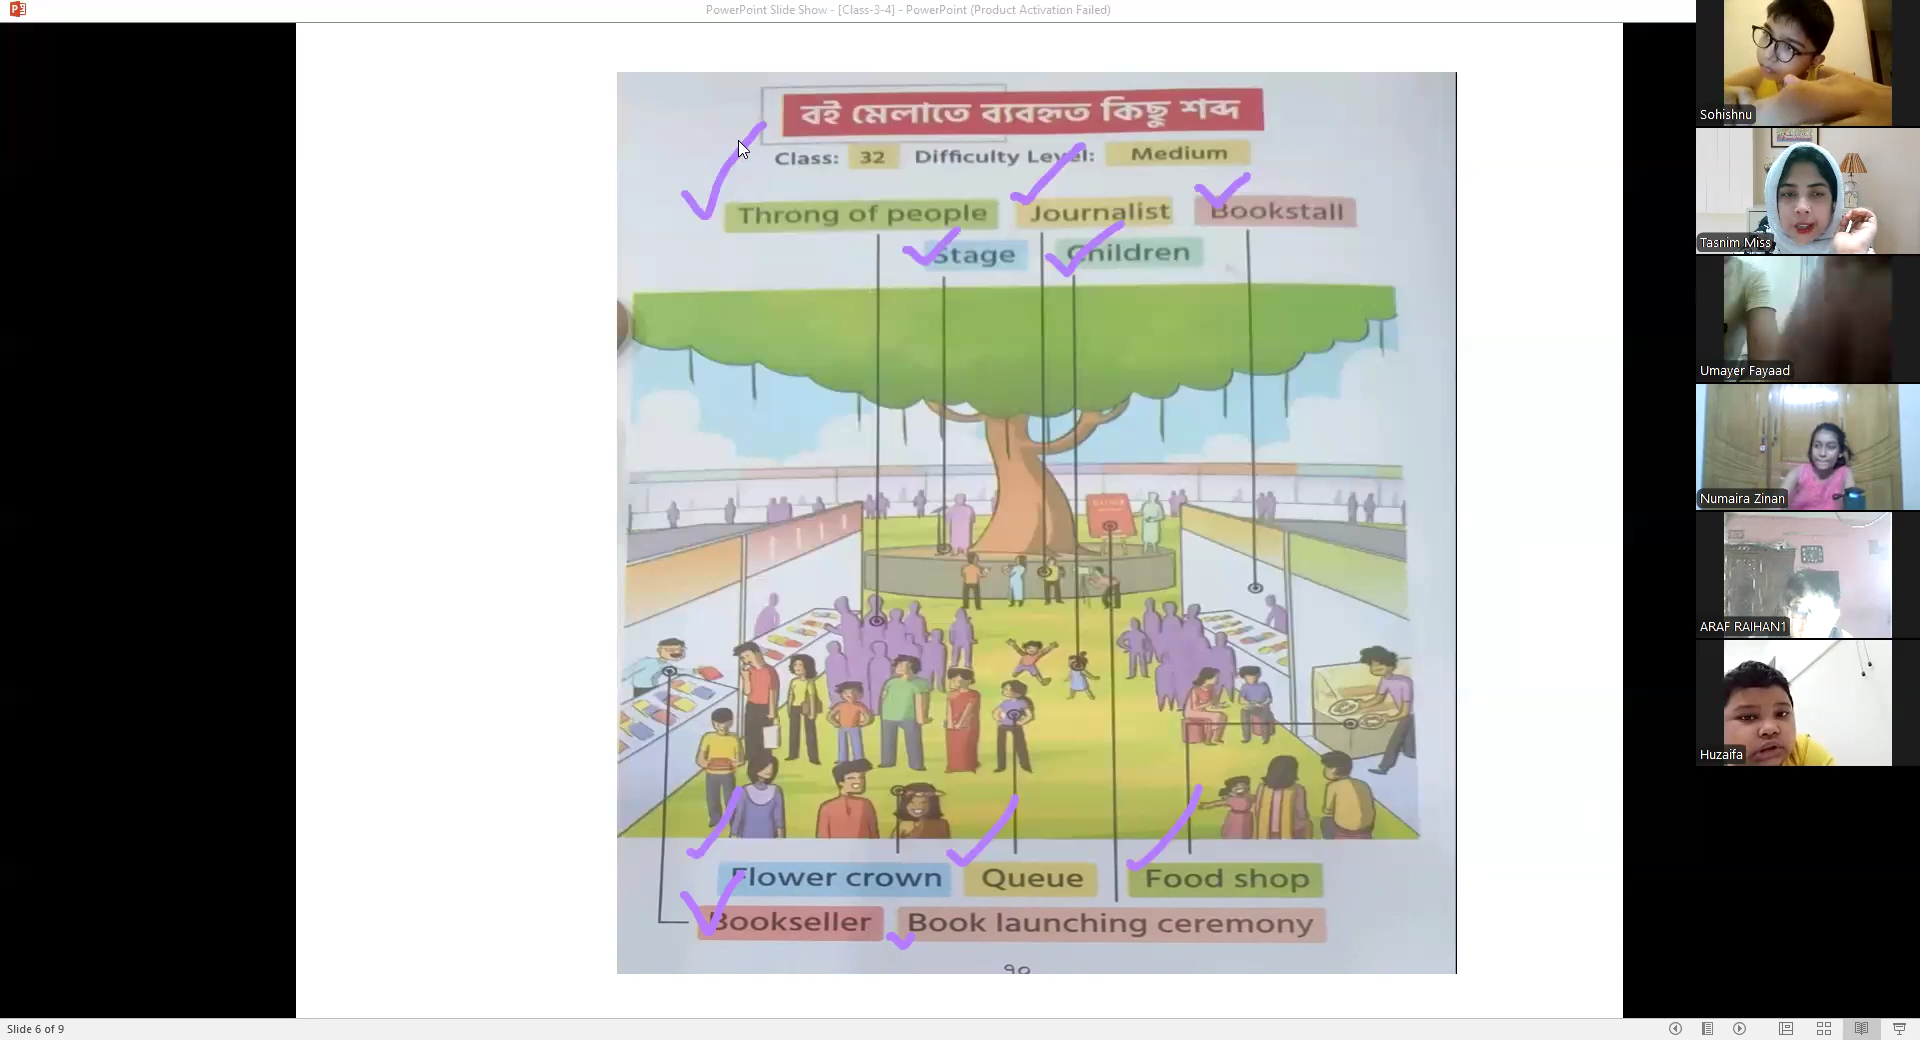 PowerPoint Slide Show - [Class-3-4] - PowerPoint (Product Activation Failed)
বই মেলাতে ব্যবহৃত কিছু শব্দ
Class: 32 Difficulty Level: Medium
Throng of people Journalist Bookstall
Stage Children
Flower crown Queue Food shop
Bookseller Book launching ceremony
৭০
Sohishnu
Tasnim Miss
Umayer Fayaad
Numaira Zinan
ARAF RAIHAN1
Huzaifa
Slide 6 of 9